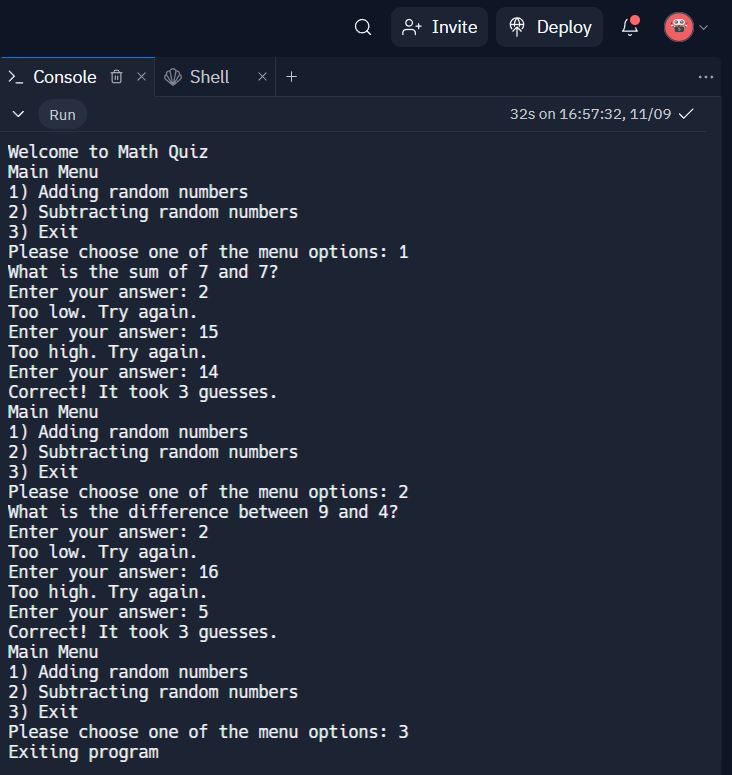 Invite
Deploy
Console
Shell
Run
32s on 16:57:32, 11/09
Welcome to Math Quiz
Main Menu
1) Adding random numbers
2) Subtracting random numbers
3) Exit
Please choose one of the menu options: 1
What is the sum of 7 and 7?
Enter your answer: 2
Too low. Try again.
Enter your answer: 15
Too high. Try again.
Enter your answer: 14
Correct! It took 3 guesses.
Main Menu
1) Adding random numbers
2) Subtracting random numbers
3) Exit
Please choose one of the menu options: 2
What is the difference between 9 and 4?
Enter your answer: 2
Too low. Try again.
Enter your answer: 16
Too high. Try again.
Enter your answer: 5
Correct! It took 3 guesses.
Main Menu
1) Adding random numbers
2) Subtracting random numbers
3) Exit
Please choose one of the menu options: 3
Exiting program